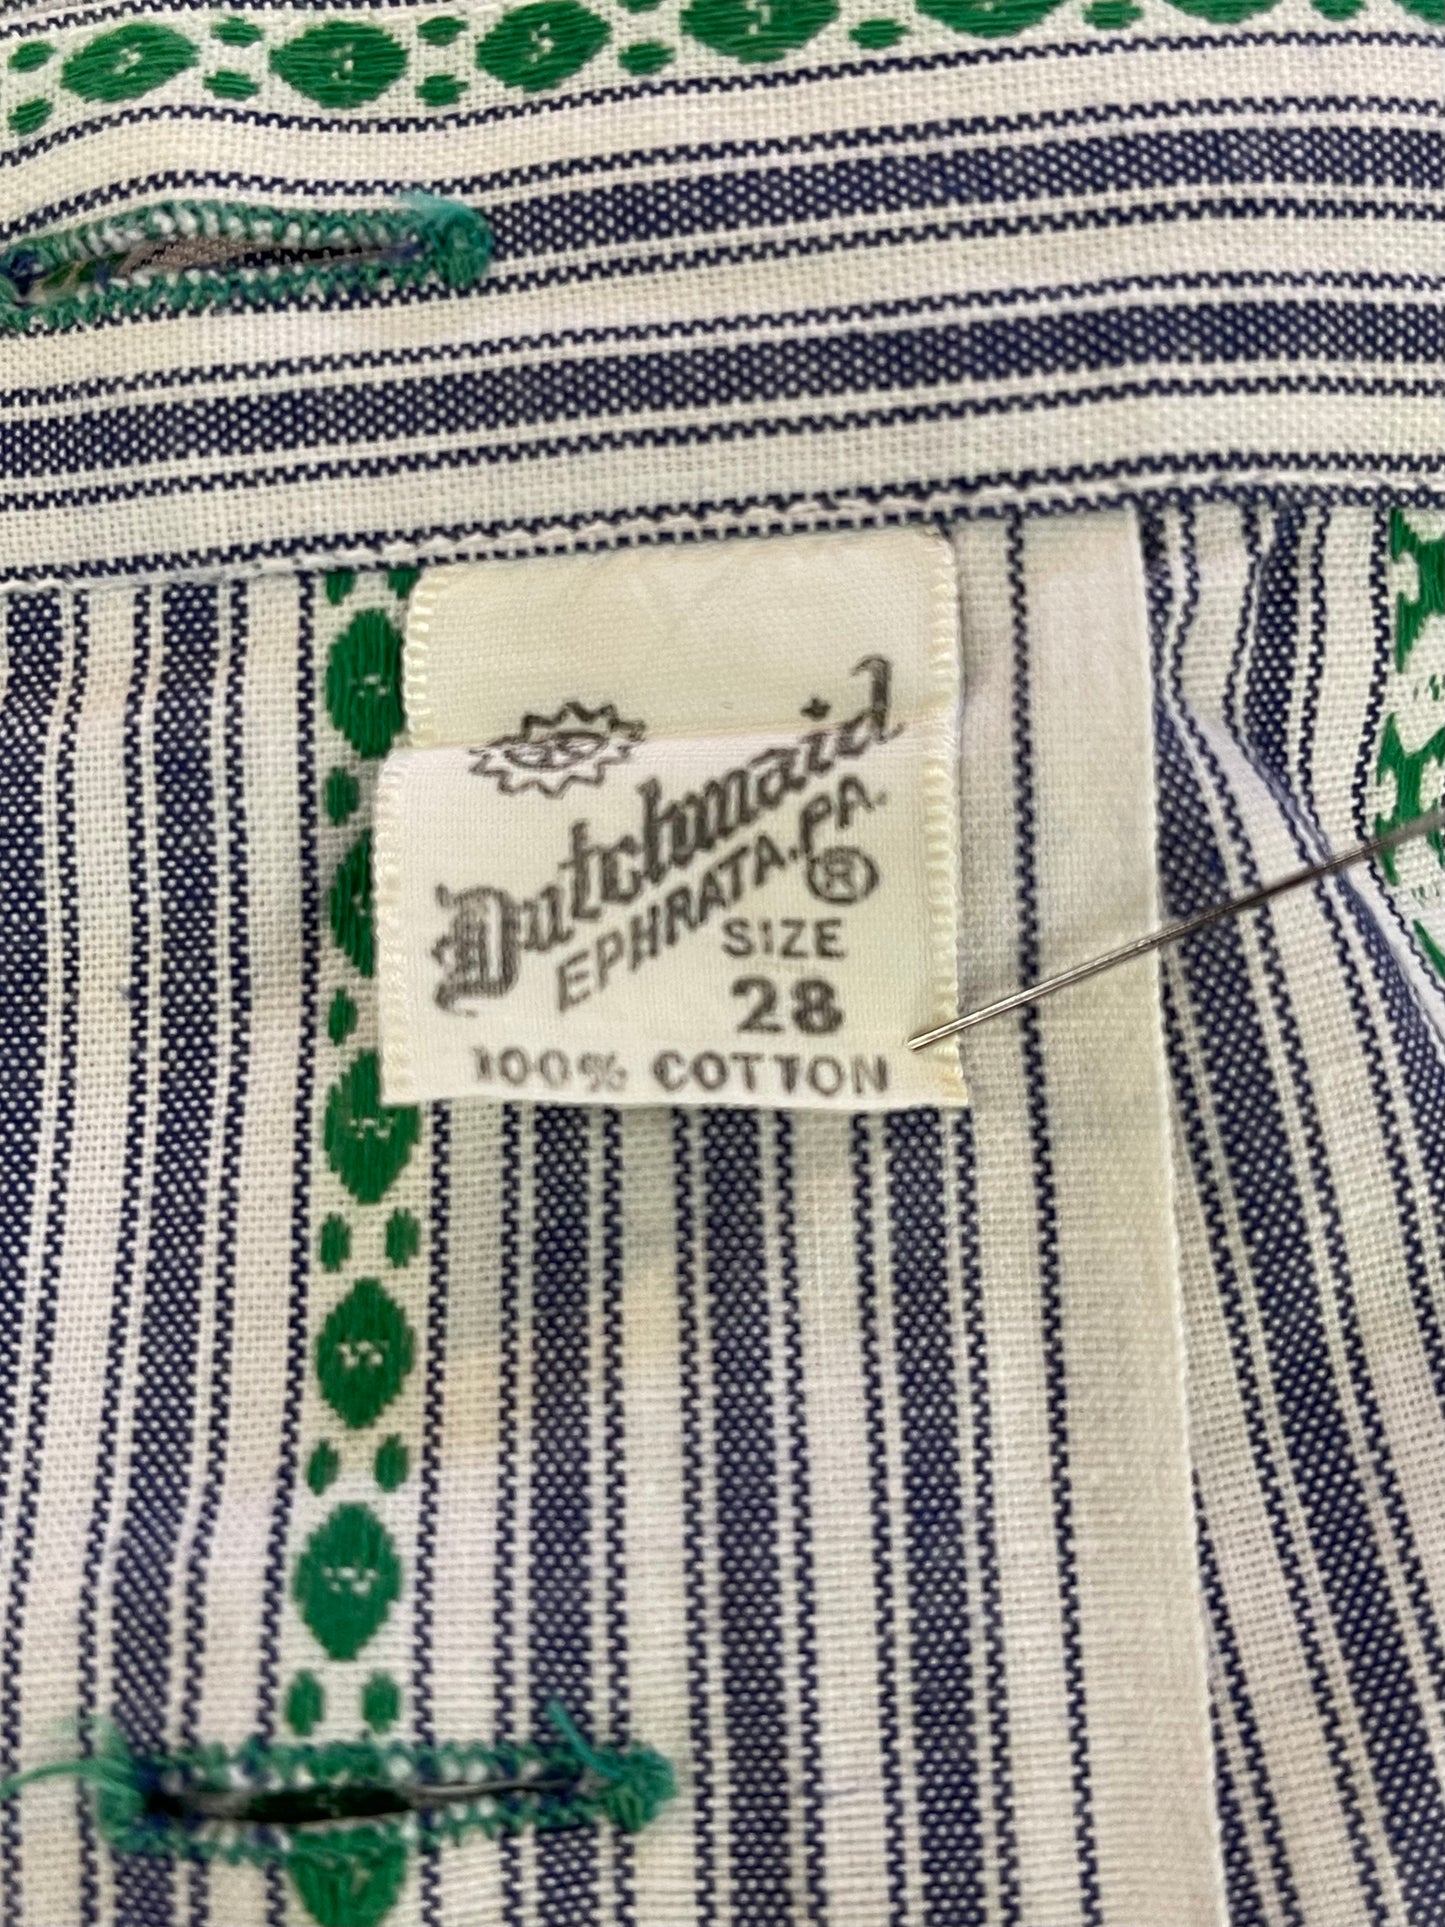 Dutchmaid
EPHRATA, PA.
®
SIZE
28
100% COTTON